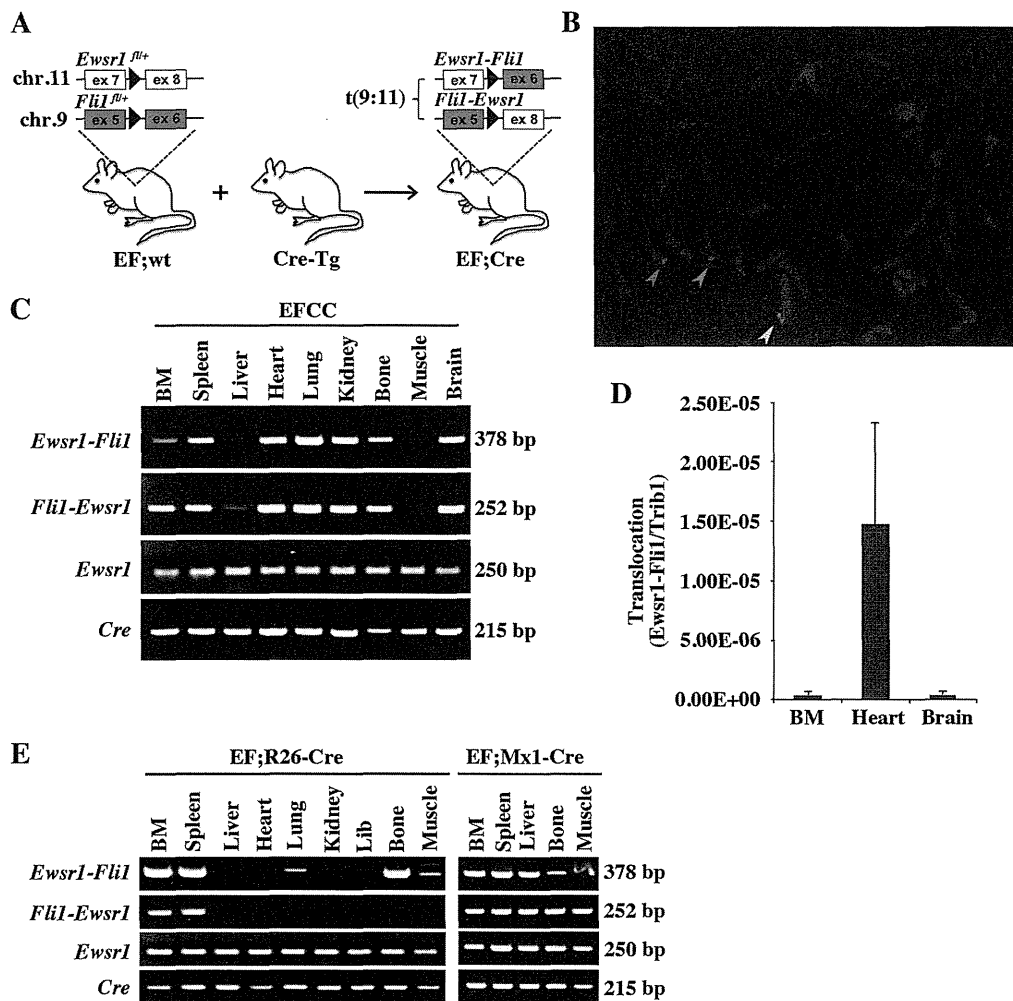 A
Ewsr1 fl/+
chr.11 ex 7 ex 8
Fli1 fl/+
chr.9 ex 5 ex 6
EF;wt
+
Cre-Tg
t(9:11)
Ewsr1-Fli1
ex 7 ex 6
Fli1-Ewsr1
ex 5 ex 8
EF;Cre
B
C
EFCC
BM Spleen Liver Heart Lung Kidney Bone Muscle Brain
Ewsr1-Fli1 378 bp
Fli1-Ewsr1 252 bp
Ewsr1 250 bp
Cre 215 bp
D
Translocation
(Ewsr1-Fli1/Trib1)
2.50E-05
2.00E-05
1.50E-05
1.00E-05
5.00E-06
0.00E+00
BM Heart Brain
E
EF;R26-Cre EF;Mx1-Cre
BM Spleen Liver Heart Lung Kidney Lib Bone Muscle BM Spleen Liver Bone Muscle
Ewsr1-Fli1 378 bp
Fli1-Ewsr1 252 bp
Ewsr1 250 bp
Cre 215 bp